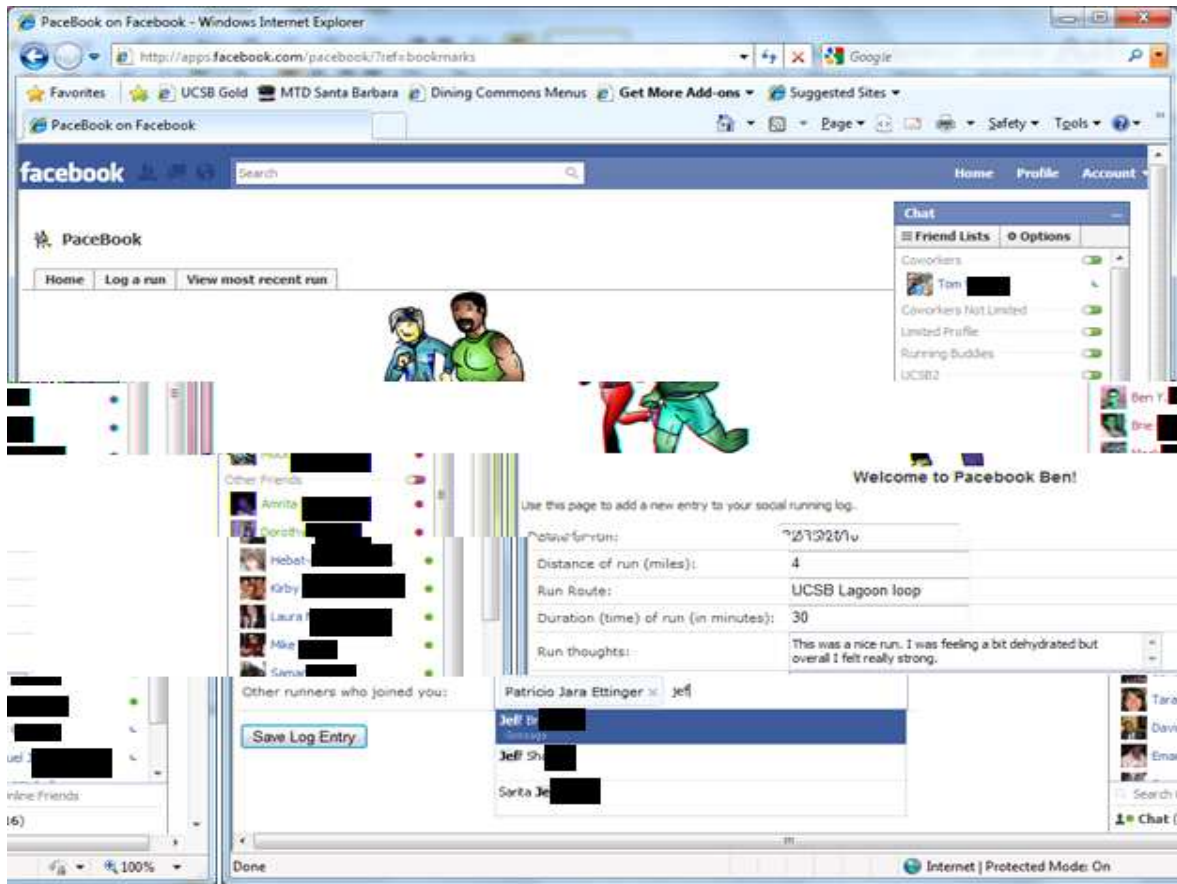 PaceBook on Facebook - Windows Internet Explorer
http://apps.facebook.com/pacebook/?ref=bookmarks
Google
Favorites UCSB Gold MTD Santa Barbara Dining Commons Menus Get More Add-ons Suggested Sites
PaceBook on Facebook
Page Safety Tools
facebook Search Home Profile Account
Chat
PaceBook
Friend Lists Options
Coworkers
Home Log a run View most recent run
Tom
Coworkers Not Limited
Limited Profile
Running Buddies
UCSB2
Ben Y.
Brie
Welcome to Pacebook Ben!
Other Friends
Amrita
Use this page to add a new entry to your social running log.
Dorothy
Hebat-
Distance of run (miles): 4
Kirby
Run Route: UCSB Lagoon loop
Laura
Duration (time) of run (in minutes): 30
Mike
Run thoughts: This was a nice run. I was feeling a bit dehydrated but
overall I felt really strong.
Other runners who joined you: Patricio Jara Ettinger × jef
Tara
Jeff Br
Save Log Entry
Davi
Jeff Sha
Ema
Sarita Je
Online Friends
Search
16)
Chat (
100%
Done
Internet | Protected Mode: On